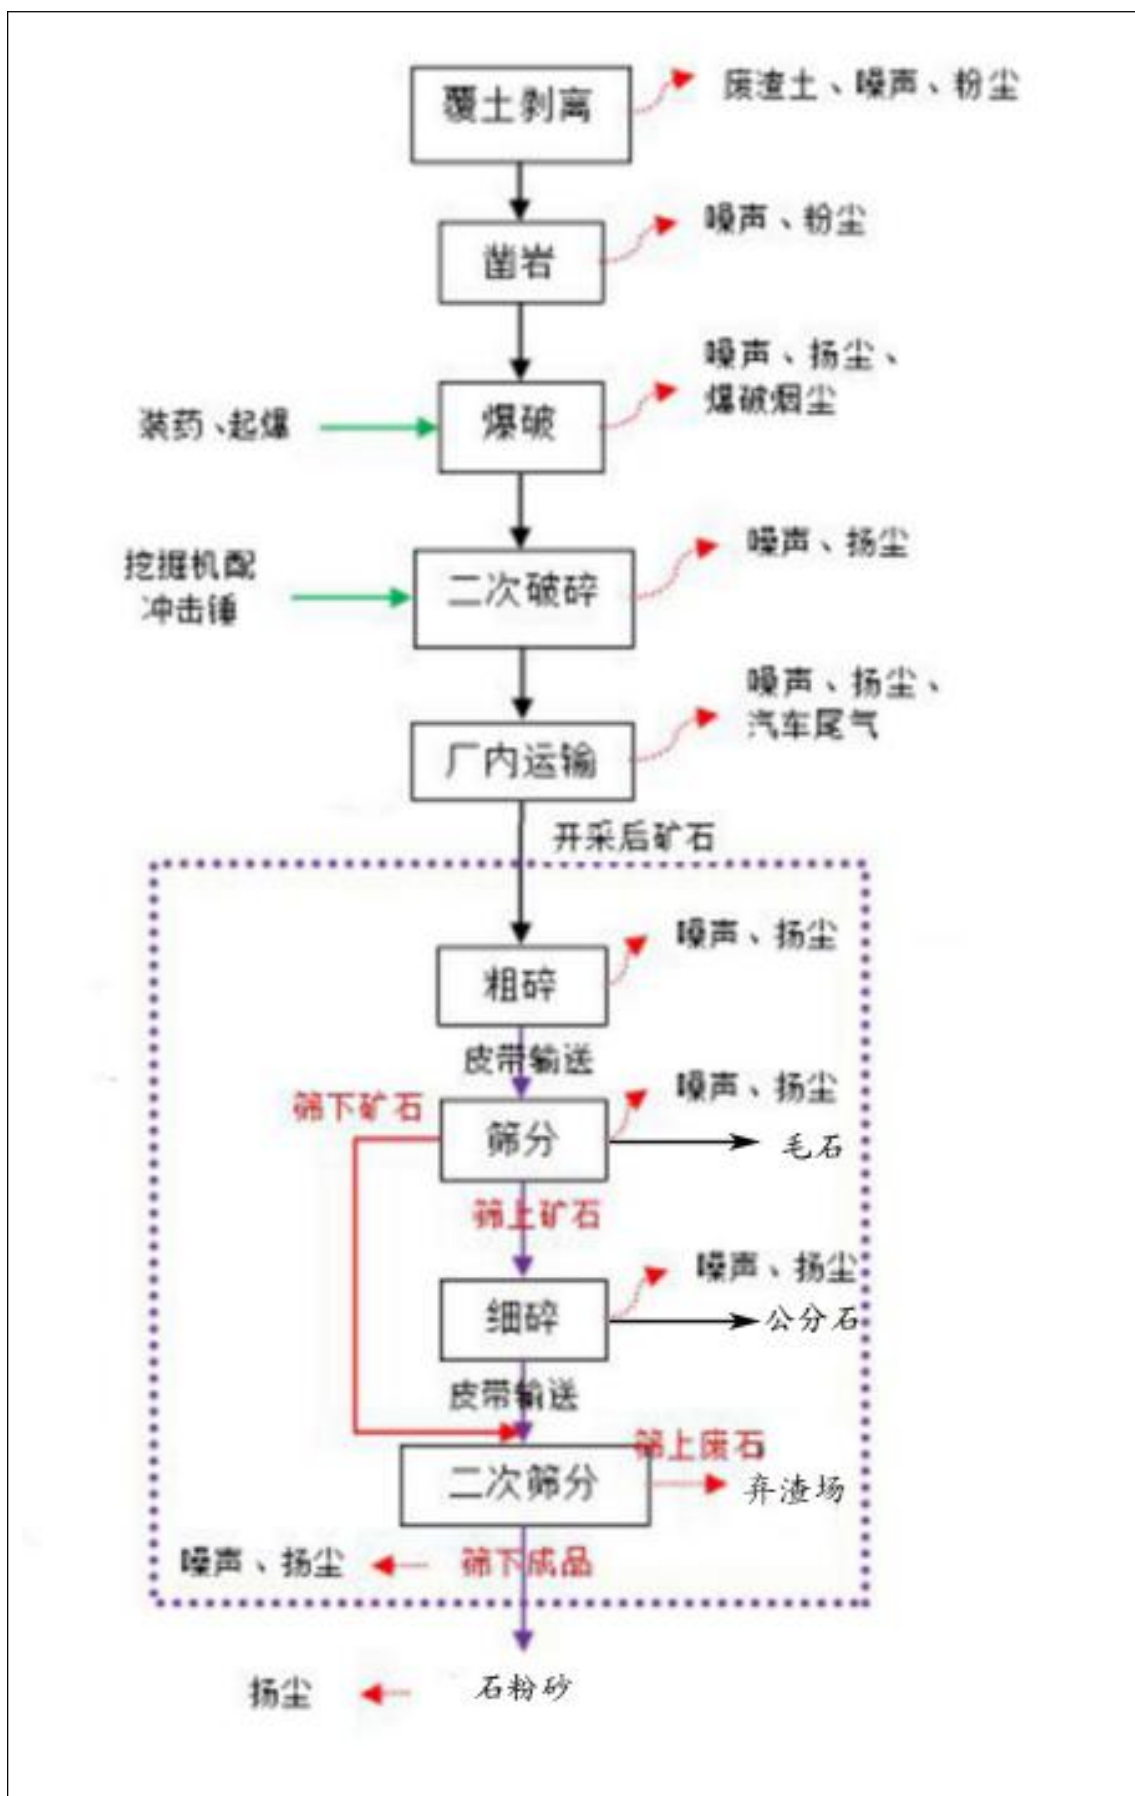 覆土剥离
废渣土、噪声、粉尘
凿岩
噪声、粉尘
噪声、扬尘、
爆破烟尘
装药、起爆
爆破
噪声、扬尘
挖掘机配
冲击锤
二次破碎
噪声、扬尘、
汽车尾气
厂内运输
开采后矿石
噪声、扬尘
粗碎
皮带输送
噪声、扬尘
筛下矿石
筛分
毛石
筛上矿石
噪声、扬尘
细碎
公分石
皮带输送
筛上废石
二次筛分
弃渣场
噪声、扬尘
筛下成品
扬尘
石粉砂